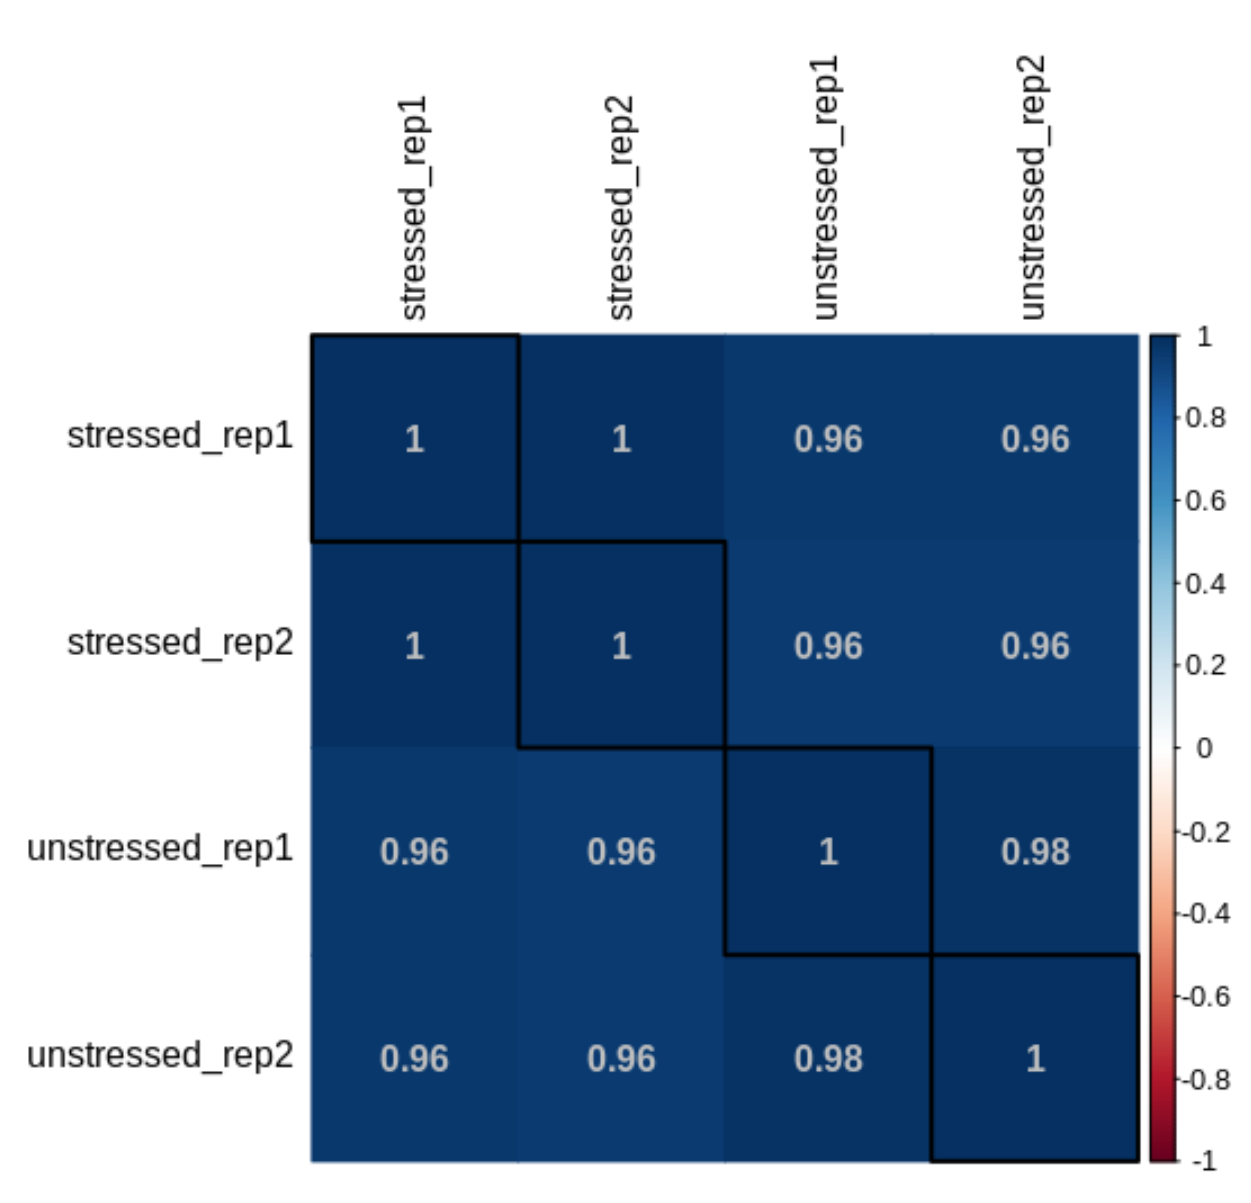 stressed_rep1
stressed_rep2
unstressed_rep1
unstressed_rep2
stressed_rep1 1 1 0.96 0.96
stressed_rep2 1 1 0.96 0.96
unstressed_rep1 0.96 0.96 1 0.98
unstressed_rep2 0.96 0.96 0.98 1
1
0.8
0.6
0.4
0.2
0
-0.2
-0.4
-0.6
-0.8
-1